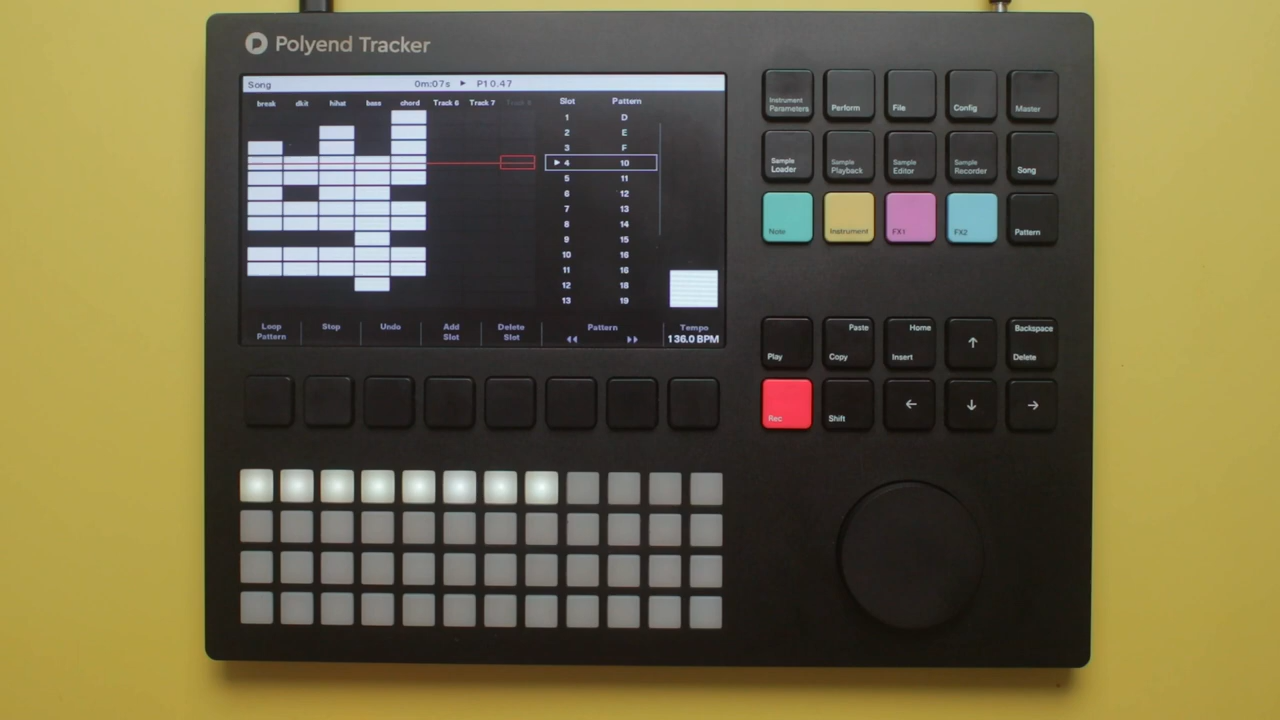 Polyend Tracker
Song 0m:07s P10.47
break dkit hihat bass chord Track 6 Track 7 Track 8 Slot Pattern
1 D
2 E
3 F
4 10
5 11
6 12
7 13
8 14
9 15
10 16
11 16
12 18
13 19
Loop Pattern
Stop
Undo
Add Slot
Delete Slot
Pattern
Tempo
136.0 BPM
Instrument Parameters
Perform
File
Config
Master
Sample Loader
Sample Playback
Sample Editor
Sample Recorder
Song
Note
Instrument
FX1
FX2
Pattern
Play
Paste
Copy
Home
Insert
Backspace
Delete
Rec
Shift